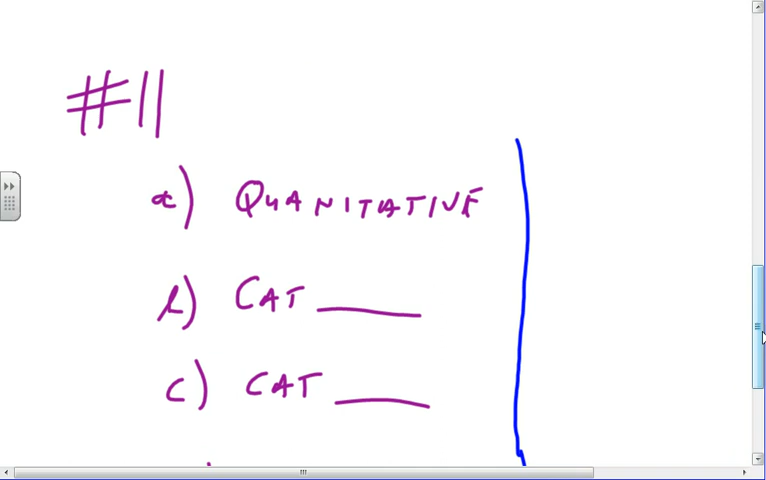 #11
a) QUANITATIVE
b) CAT ____
c) CAT ____